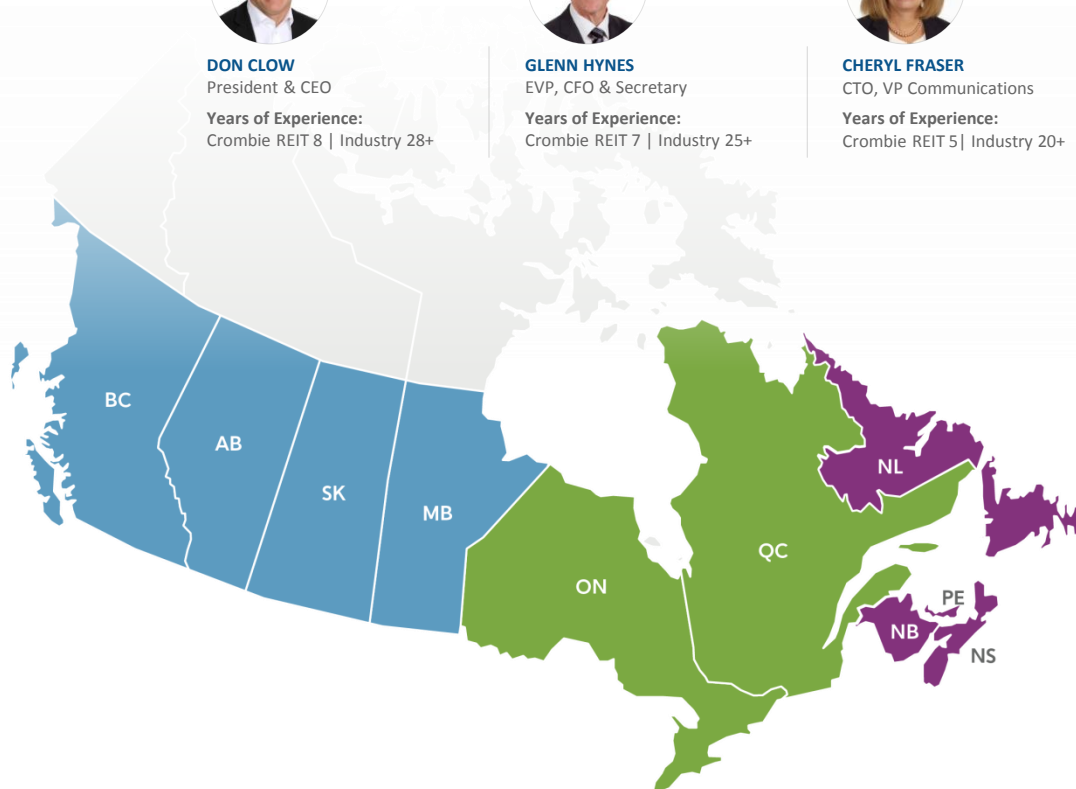 DON CLOW
President & CEO
Years of Experience:
Crombie REIT 8 | Industry 28+
GLENN HYNES
EVP, CFO & Secretary
Years of Experience:
Crombie REIT 7 | Industry 25+
CHERYL FRASER
CTO, VP Communications
Years of Experience:
Crombie REIT 5| Industry 20+
BC
AB
SK
MB
ON
QC
NL
PE
NB
NS